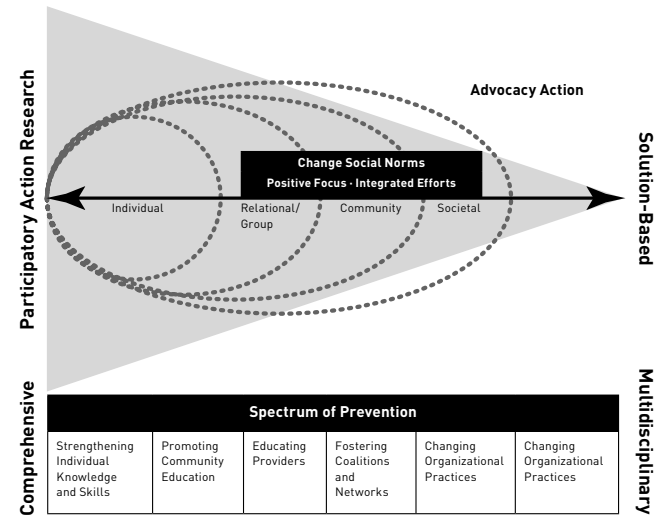 Participatory Action Research
Advocacy Action
Solution-Based
Change Social Norms
Positive Focus · Integrated Efforts
Individual
Relational/
Group
Community
Societal
Comprehensive
Multidisciplinary
Spectrum of Prevention
Strengthening
Individual
Knowledge
and Skills
Promoting
Community
Education
Educating
Providers
Fostering
Coalitions
and
Networks
Changing
Organizational
Practices
Changing
Organizational
Practices